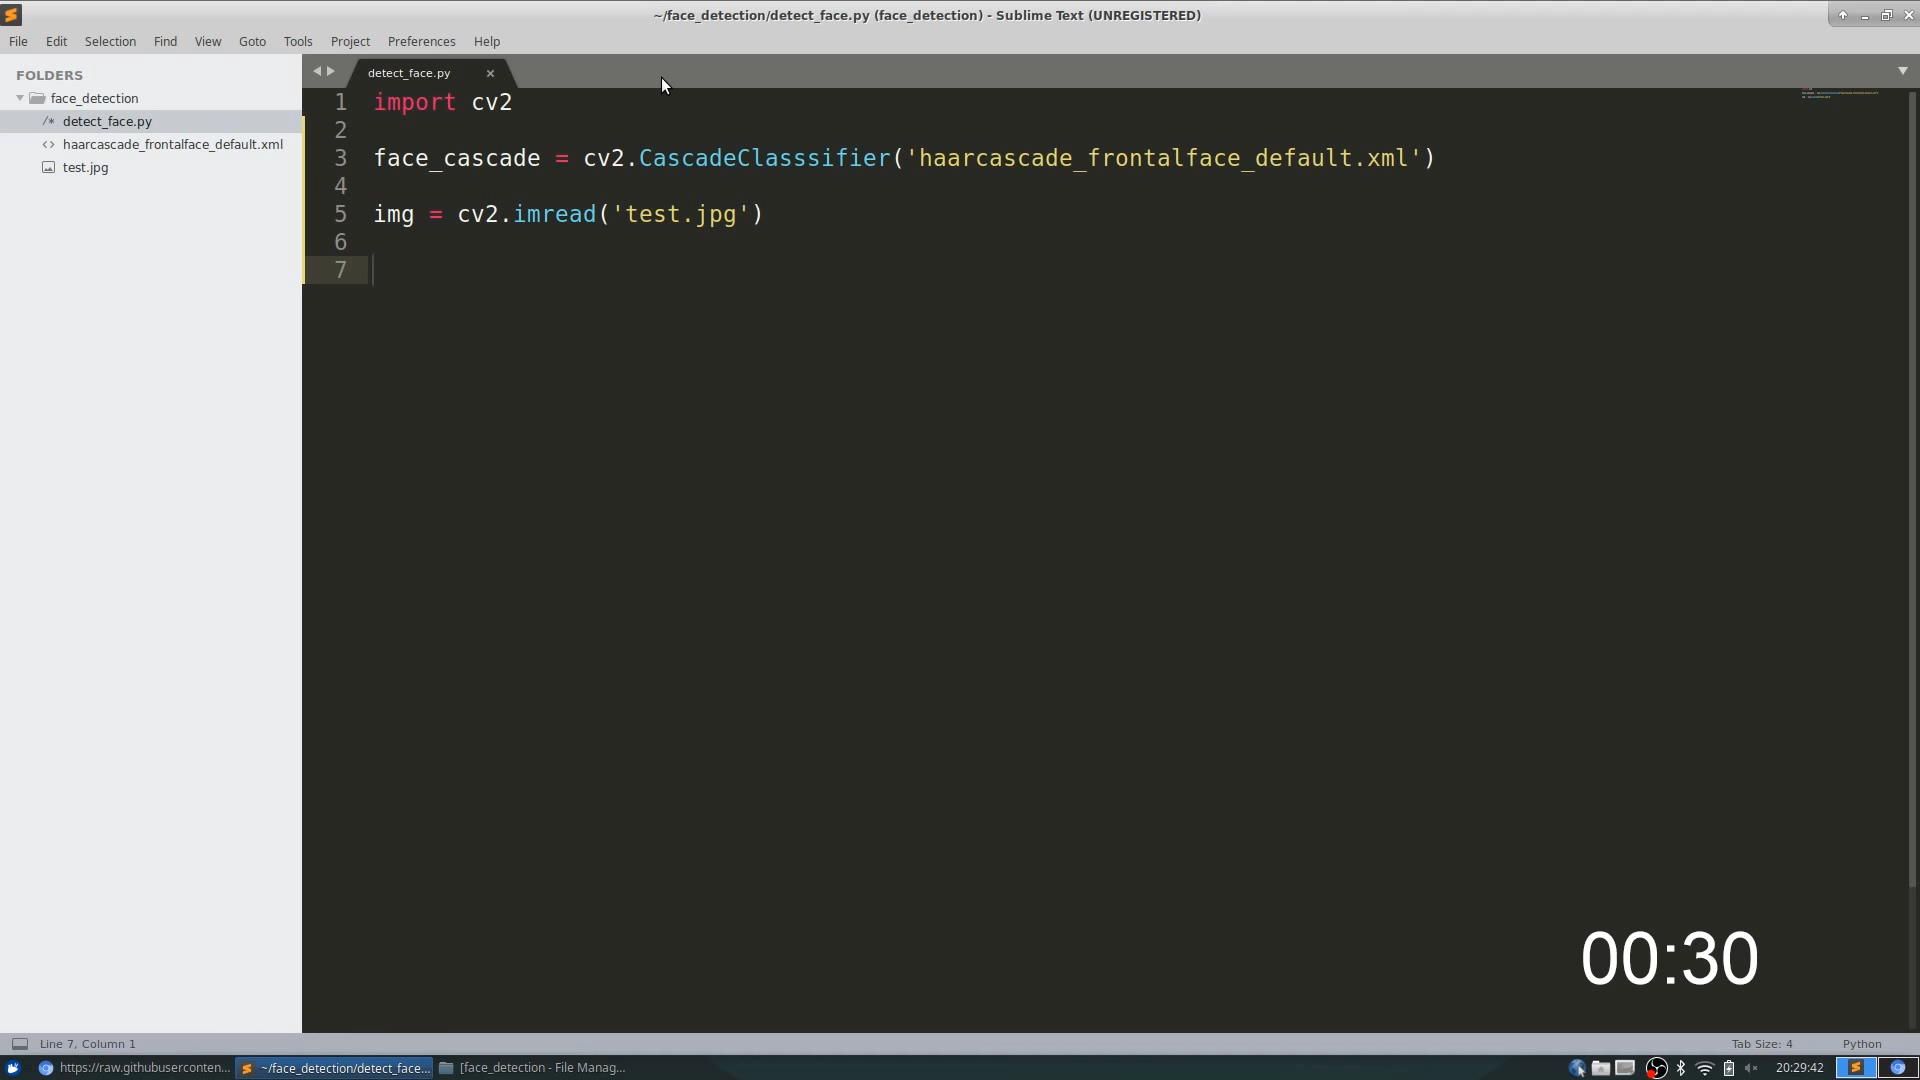 ~/face_detection/detect_face.py (face_detection) - Sublime Text (UNREGISTERED)
File Edit Selection Find View Goto Tools Project Preferences Help
FOLDERS
face_detection
/* detect_face.py
<> haarcascade_frontalface_default.xml
test.jpg
detect_face.py ×
1 import cv2
2
3 face_cascade = cv2.CascadeClasssifier('haarcascade_frontalface_default.xml')
4
5 img = cv2.imread('test.jpg')
6
7
00:30
Line 7, Column 1
Tab Size: 4
Python
https://raw.githubuserconten...
~/face_detection/detect_face...
[face_detection - File Manag...
20:29:42